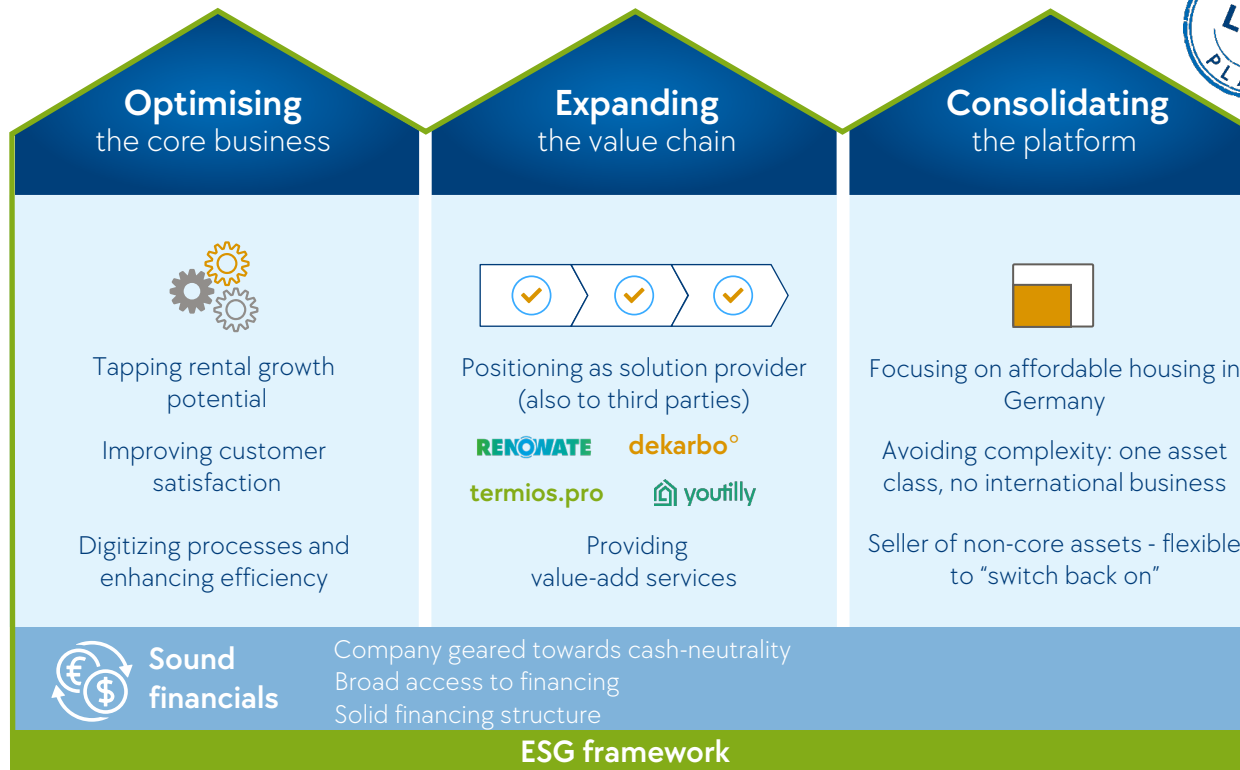 Optimising
the core business
Tapping rental growth
potential
Improving customer
satisfaction
Digitizing processes and
enhancing efficiency
Expanding
the value chain
Positioning as solution provider
(also to third parties)
RENOWATE
dekarbo°
termios.pro
youtilly
Providing
value-add services
Consolidating
the platform
Focusing on affordable housing in
Germany
Avoiding complexity: one asset
class, no international business
Seller of non-core assets - flexible
to “switch back on”
Sound
financials
Company geared towards cash-neutrality
Broad access to financing
Solid financing structure
€
$
ESG framework